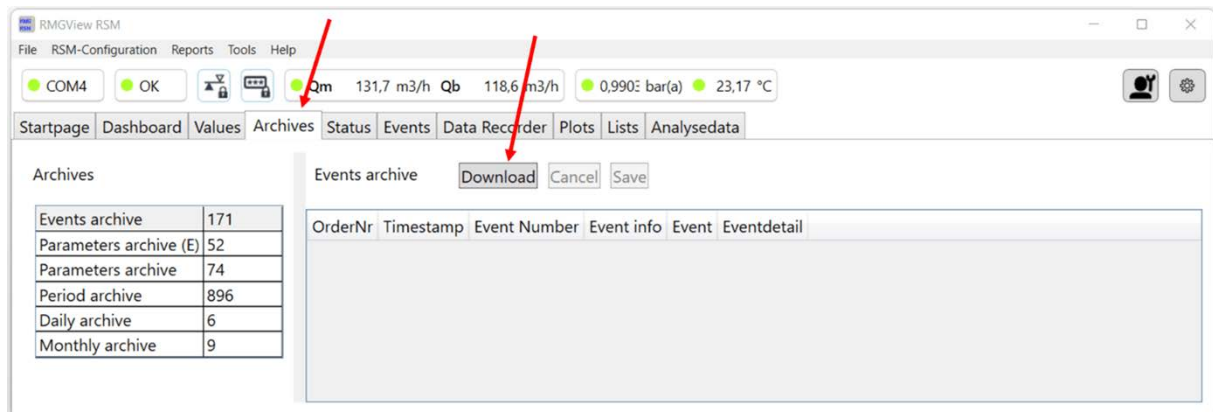 RMGView RSM
File RSM-Configuration Reports Tools Help
COM4 OK Qm 131,7 m3/h Qb 118,6 m3/h 0,9903 bar(a) 23,17 °C
Startpage Dashboard Values Archives Status Events Data Recorder Plots Lists Analysedata
Archives
Events archive Download Cancel Save
Events archive 171
Parameters archive (E) 52
Parameters archive 74
Period archive 896
Daily archive 6
Monthly archive 9
OrderNr Timestamp Event Number Event info Event Eventdetail